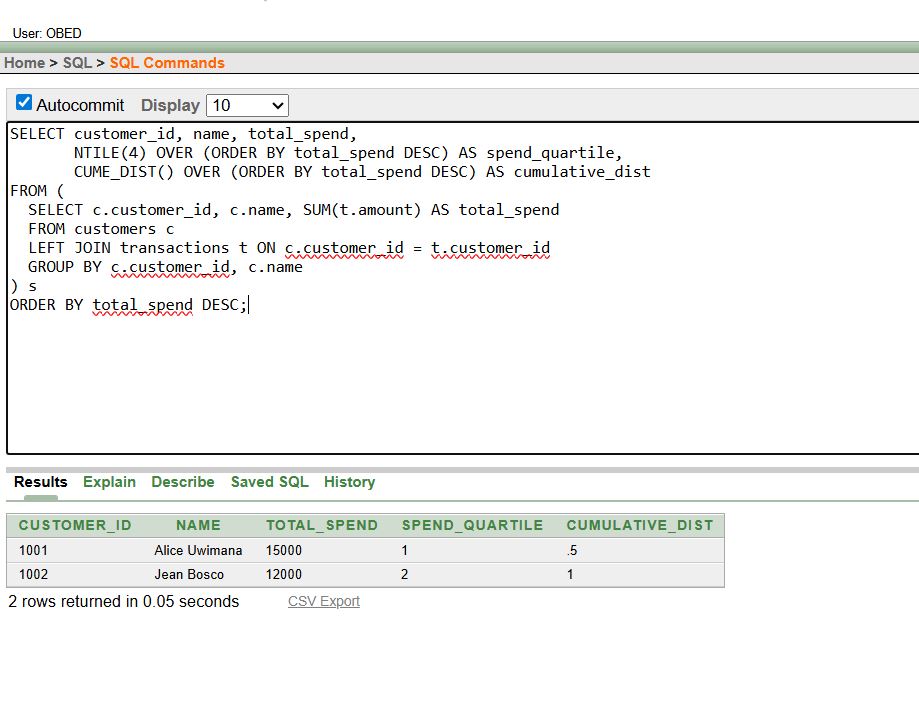 User: OBED
Home > SQL > SQL Commands
Autocommit Display 10
SELECT customer_id, name, total_spend,
NTILE(4) OVER (ORDER BY total_spend DESC) AS spend_quartile,
CUME_DIST() OVER (ORDER BY total_spend DESC) AS cumulative_dist
FROM (
SELECT c.customer_id, c.name, SUM(t.amount) AS total_spend
FROM customers c
LEFT JOIN transactions t ON c.customer_id = t.customer_id
GROUP BY c.customer_id, c.name
) s
ORDER BY total_spend DESC;
Results Explain Describe Saved SQL History
CUSTOMER_ID NAME TOTAL_SPEND SPEND_QUARTILE CUMULATIVE_DIST
1001 Alice Uwimana 15000 1 .5
1002 Jean Bosco 12000 2 1
2 rows returned in 0.05 seconds CSV Export